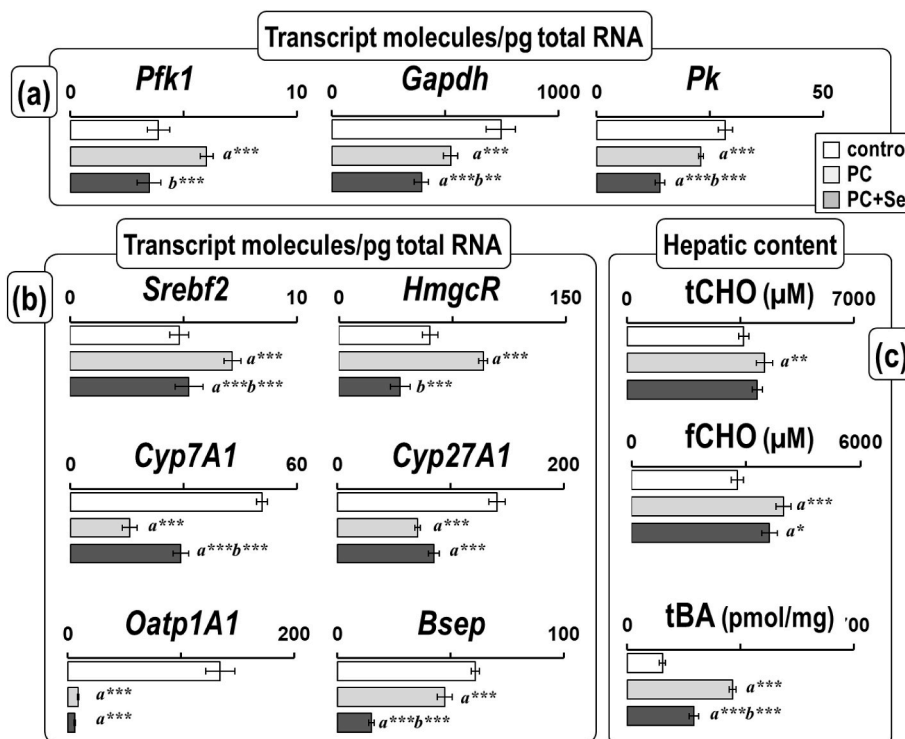 Transcript molecules/pg total RNA
(a)
Pfk1 Gapdh Pk
0 10 0 1000 0 50
a*** a*** a***
b*** a***b** a***b***
control
PC
PC+Se
Transcript molecules/pg total RNA
(b)
Srebf2 HmgcR
0 10 0 150
a*** a***
a***b*** b***
Cyp7A1 Cyp27A1
0 60 0 200
a*** a***
a***b*** a***
Oatp1A1 Bsep
0 200 0 100
a*** a***
a*** a***b***
Hepatic content
(c)
tCHO (µM)
0 7000
a**
fCHO (µM)
0 6000
a***
a*
tBA (pmol/mg)
0 00
a***
a***b***